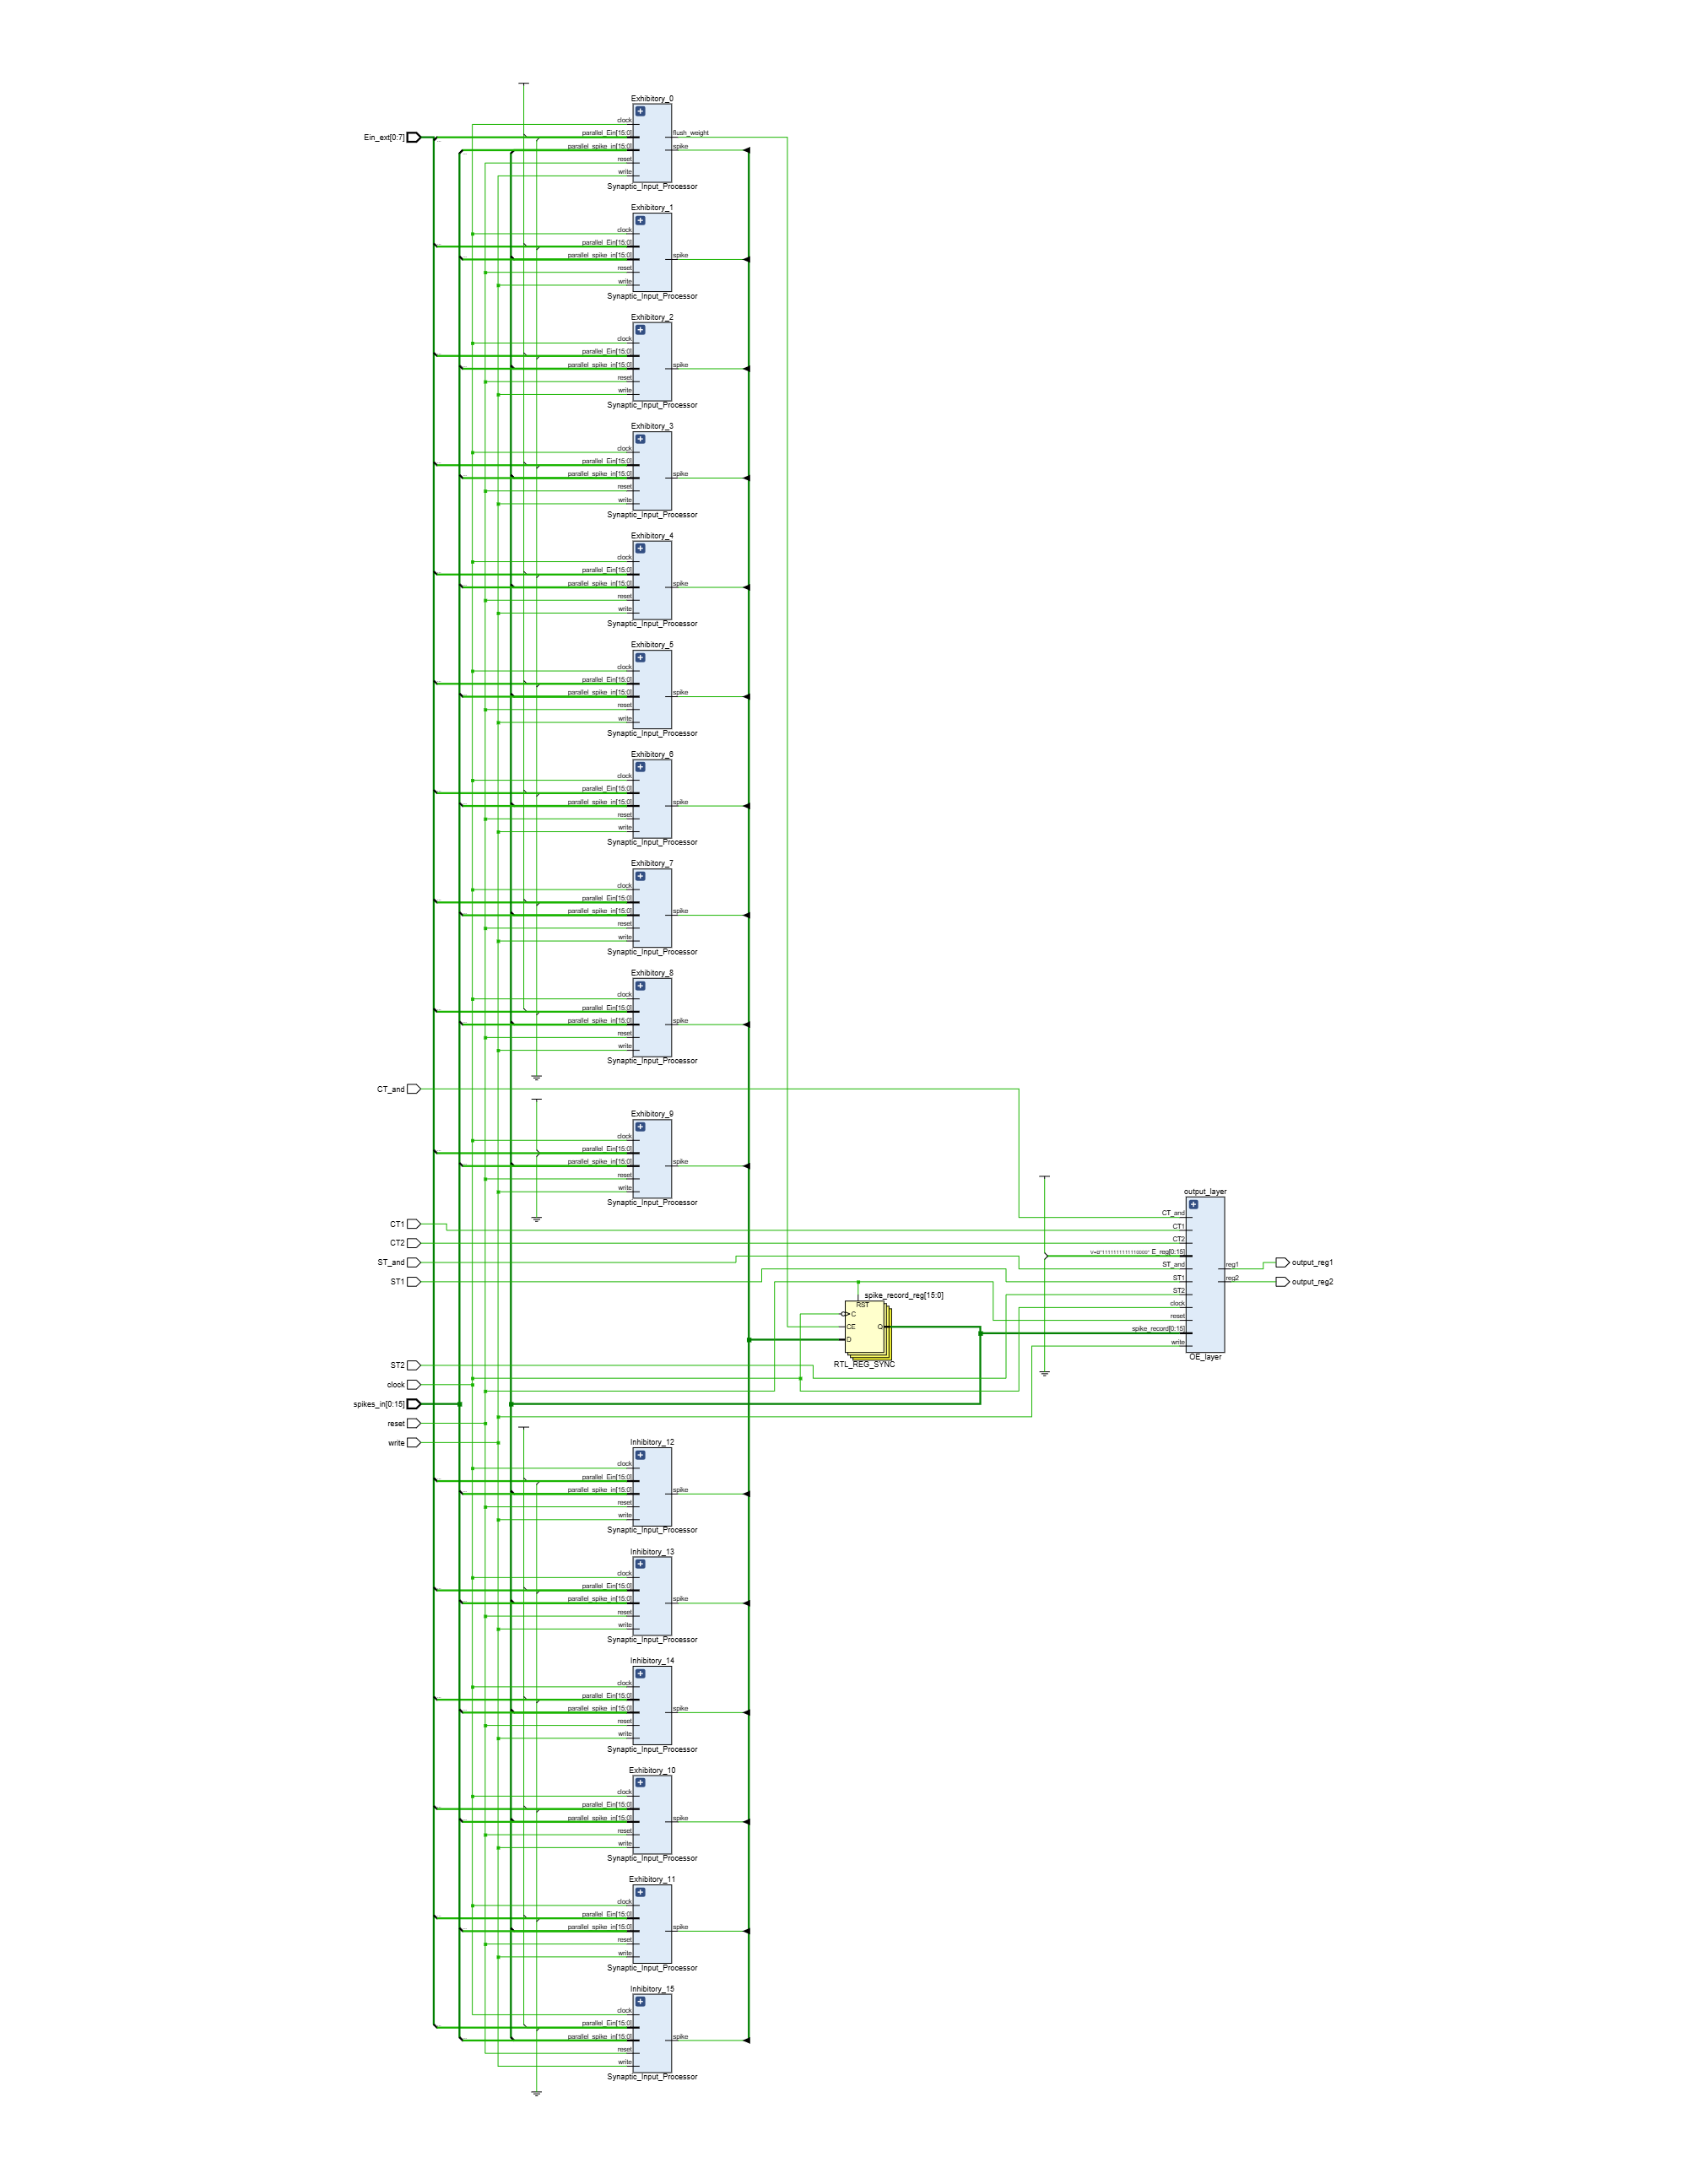 Exhibitory_0
clock
Ein_ext[0:7]
parallel_Ein[15:0]
flush_weight
parallel_spike_in[15:0]
spike
reset
write
Synaptic_Input_Processor
Exhibitory_1
clock
parallel_Ein[15:0]
parallel_spike_in[15:0]
spike
reset
write
Synaptic_Input_Processor
Exhibitory_2
clock
parallel_Ein[15:0]
parallel_spike_in[15:0]
spike
reset
write
Synaptic_Input_Processor
Exhibitory_3
clock
parallel_Ein[15:0]
parallel_spike_in[15:0]
spike
reset
write
Synaptic_Input_Processor
Exhibitory_4
clock
parallel_Ein[15:0]
parallel_spike_in[15:0]
spike
reset
write
Synaptic_Input_Processor
Exhibitory_5
clock
parallel_Ein[15:0]
parallel_spike_in[15:0]
spike
reset
write
Synaptic_Input_Processor
Exhibitory_6
clock
parallel_Ein[15:0]
parallel_spike_in[15:0]
spike
reset
write
Synaptic_Input_Processor
Exhibitory_7
clock
parallel_Ein[15:0]
parallel_spike_in[15:0]
spike
reset
write
Synaptic_Input_Processor
Exhibitory_8
clock
parallel_Ein[15:0]
parallel_spike_in[15:0]
spike
reset
write
Synaptic_Input_Processor
CT_and
Exhibitory_9
clock
parallel_Ein[15:0]
parallel_spike_in[15:0]
spike
reset
write
Synaptic_Input_Processor
CT1
CT2
ST_and
ST1
ST2
clock
spikes_in[0:15]
reset
write
spike_record_reg[15:0]
RST
C
CE
Q
D
RTL_REG_SYNC
output_layer
CT_and
CT1
CT2
E_reg[0:15]
ST_and
reg1
ST1
reg2
ST2
clock
reset
spike_record[0:15]
write
OE_layer
output_reg1
output_reg2
Inhibitory_12
clock
parallel_Ein[15:0]
parallel_spike_in[15:0]
spike
reset
write
Synaptic_Input_Processor
Inhibitory_13
clock
parallel_Ein[15:0]
parallel_spike_in[15:0]
spike
reset
write
Synaptic_Input_Processor
Inhibitory_14
clock
parallel_Ein[15:0]
parallel_spike_in[15:0]
spike
reset
write
Synaptic_Input_Processor
Exhibitory_10
clock
parallel_Ein[15:0]
parallel_spike_in[15:0]
spike
reset
write
Synaptic_Input_Processor
Exhibitory_11
clock
parallel_Ein[15:0]
parallel_spike_in[15:0]
spike
reset
write
Synaptic_Input_Processor
Inhibitory_15
clock
parallel_Ein[15:0]
parallel_spike_in[15:0]
spike
reset
write
Synaptic_Input_Processor